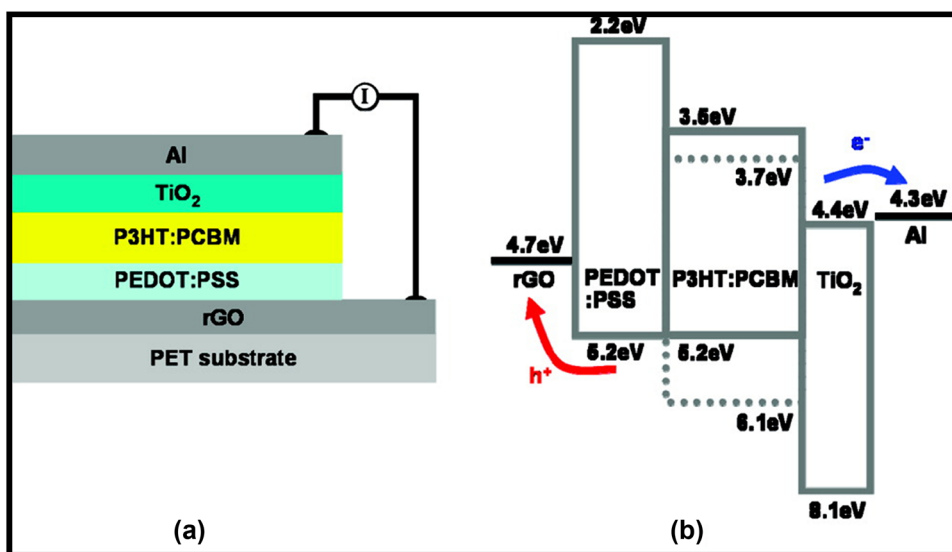 I
Al
TiO2
P3HT:PCBM
PEDOT:PSS
rGO
PET substrate
(a)
2.2eV
3.5eV
3.7eV
e-
4.4eV
4.3eV
Al
4.7eV
rGO
PEDOT
:PSS
P3HT:PCBM
TiO2
5.2eV
5.2eV
h+
6.1eV
8.1eV
(b)